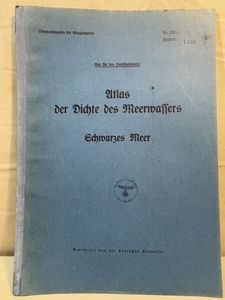 Oberkommando der Kriegsmarine
Nur für den Dienstgebrauch
Atlas
der Dichte des Meerwassers
Schwarzes Meer
Bearbeitet von der Deutschen Seewarte